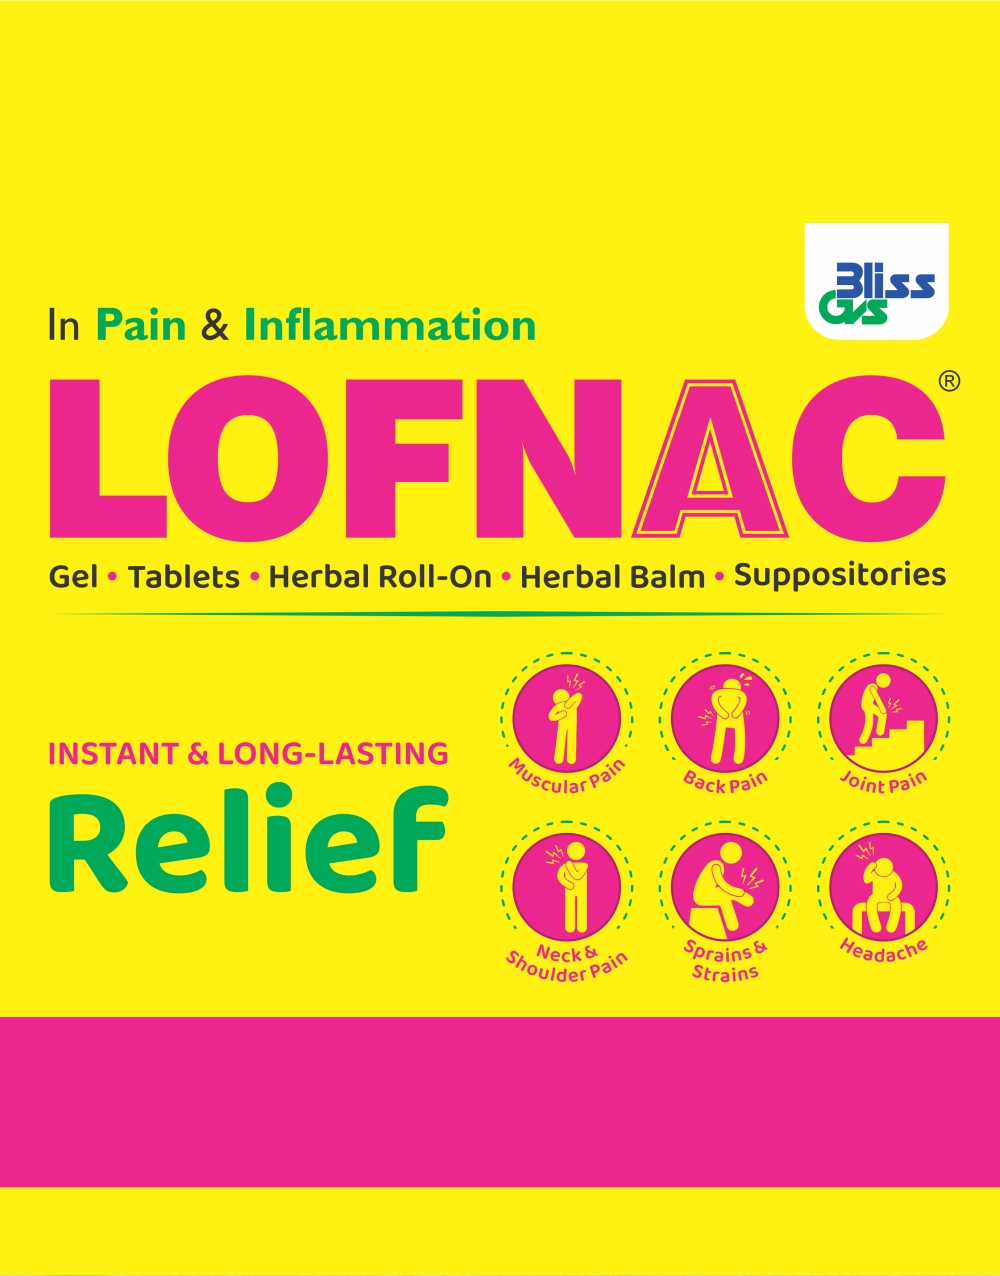 Bliss
GVS
In Pain & Inflammation
LOFNAC®
Gel • Tablets • Herbal Roll-On • Herbal Balm • Suppositories
INSTANT & LONG-LASTING
Relief
Muscular Pain
Back Pain
Joint Pain
Neck &
Shoulder Pain
Sprains &
Strains
Headache